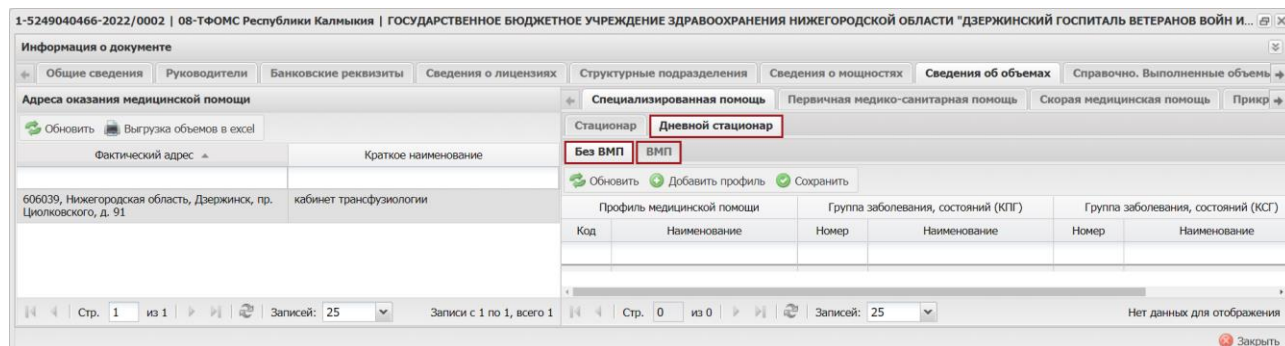 1-5249040466-2022/0002 | 08-ТФОМС Республики Калмыкия | ГОСУДАРСТВЕННОЕ БЮДЖЕТНОЕ УЧРЕЖДЕНИЕ ЗДРАВООХРАНЕНИЯ НИЖЕГОРОДСКОЙ ОБЛАСТИ "ДЗЕРЖИНСКИЙ ГОСПИТАЛЬ ВЕТЕРАНОВ ВОЙН И...
Информация о документе
Общие сведения Руководители Банковские реквизиты Сведения о лицензиях Структурные подразделения Сведения о мощностях Сведения об объемах Справочно. Выполненные объемы
Адреса оказания медицинской помощи
Обновить Выгрузка объемов в excel
Фактический адрес Краткое наименование
606039, Нижегородская область, Дзержинск, пр. Циолковского, д. 91 кабинет трансфузиологии
Стр. 1 из 1 Записей: 25 Записи с 1 по 1, всего 1
Специализированная помощь Первичная медико-санитарная помощь Скорая медицинская помощь Прикр
Стационар Дневной стационар
Без ВМП ВМП
Обновить Добавить профиль Сохранить
Профиль медицинской помощи Группа заболевания, состояний (КПГ) Группа заболевания, состояний (КСГ)
Код Наименование Номер Наименование Номер Наименование
Стр. 0 из 0 Записей: 25 Нет данных для отображения
Закрыть